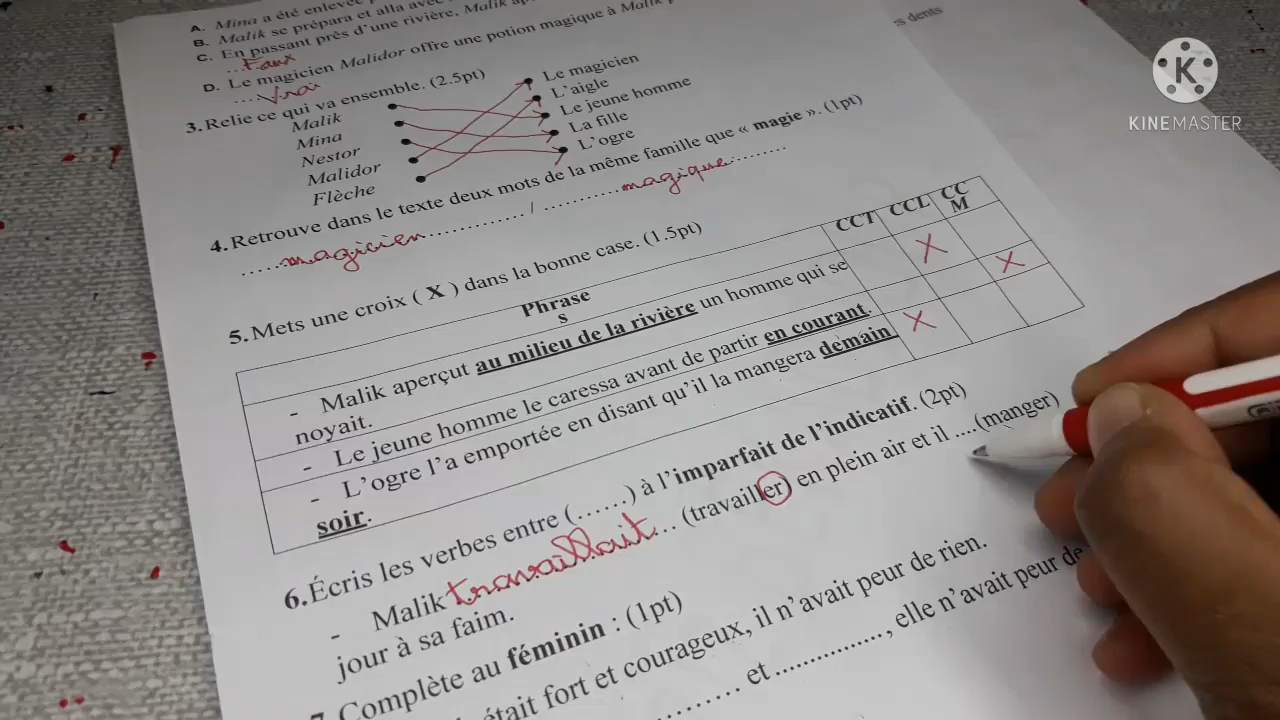 A. Mina a été enlevée
B. Malik se prépara et alla avec
C. En passant près d'une rivière, Malik
...Faux
D. Le magicien Malidor offre une potion magique à Malik
....Vrai
3. Relie ce qui va ensemble. (2.5pt)
Malik Le magicien
Mina L'aigle
Nestor Le jeune homme
Malidor La fille
Flèche L'ogre
4. Retrouve dans le texte deux mots de la même famille que « magie ». (1pt)
......magicien............... / ............magique.........
5. Mets une croix ( X ) dans la bonne case. (1.5pt)
Phrases CCT CCL CCM
- Malik aperçut au milieu de la rivière un homme qui se noyait. X
- Le jeune homme le caressa avant de partir en courant. X
- L'ogre l'a emportée en disant qu'il la mangera demain soir. X
6. Écris les verbes entre (......) à l'imparfait de l'indicatif. (2pt)
- Malik travaillait... (travailler) en plein air et il ....(manger)
jour à sa faim.
7. Complète au féminin : (1pt)
était fort et courageux, il n'avait peur de rien.
......... et ..............., elle n'avait peur de
s dents
KINEMASTER